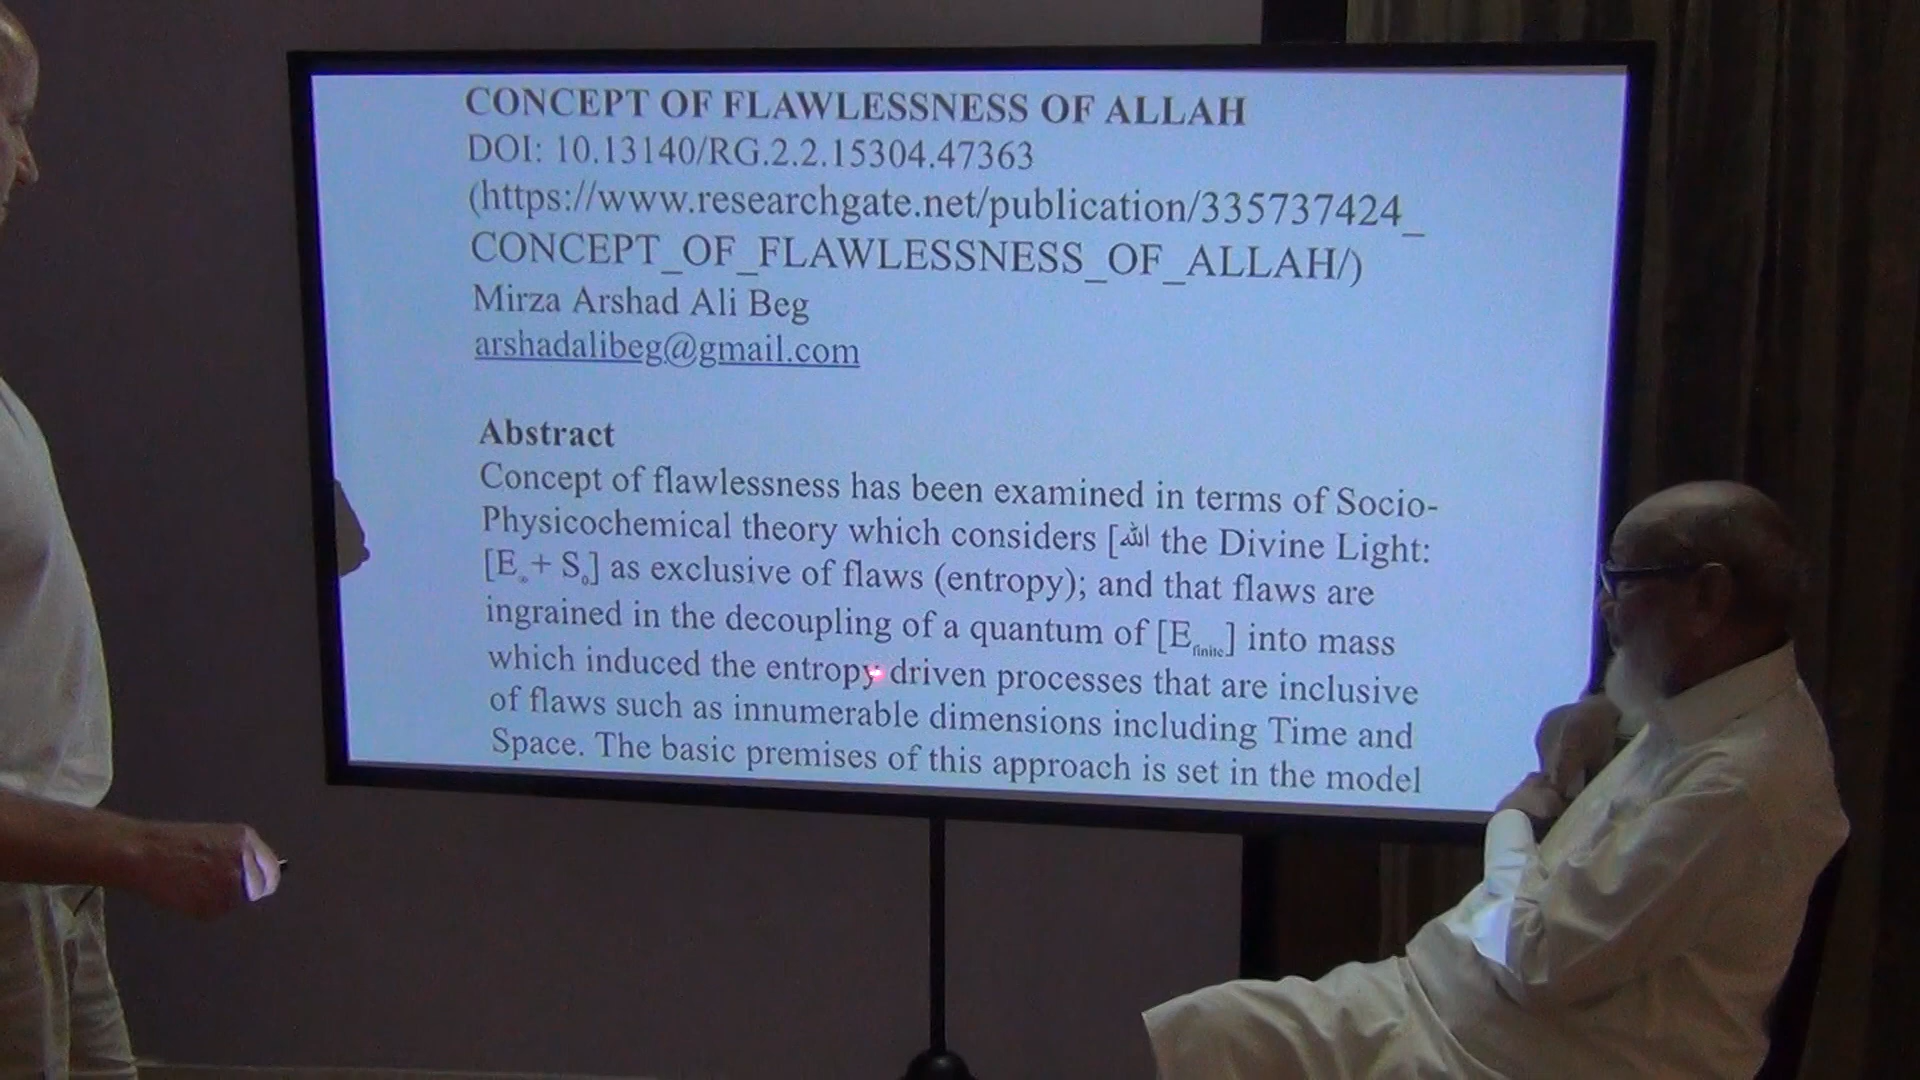 CONCEPT OF FLAWLESSNESS OF ALLAH
DOI: 10.13140/RG.2.2.15304.47363
(https://www.researchgate.net/publication/335737424_
CONCEPT_OF_FLAWLESSNESS_OF_ALLAH/)
Mirza Arshad Ali Beg
arshadalibeg@gmail.com
Abstract
Concept of flawlessness has been examined in terms of Socio-
Physicochemical theory which considers [الله the Divine Light:
[E∞+ S₀] as exclusive of flaws (entropy); and that flaws are
ingrained in the decoupling of a quantum of [Efinite] into mass
which induced the entropy driven processes that are inclusive
of flaws such as innumerable dimensions including Time and
Space. The basic premises of this approach is set in the model